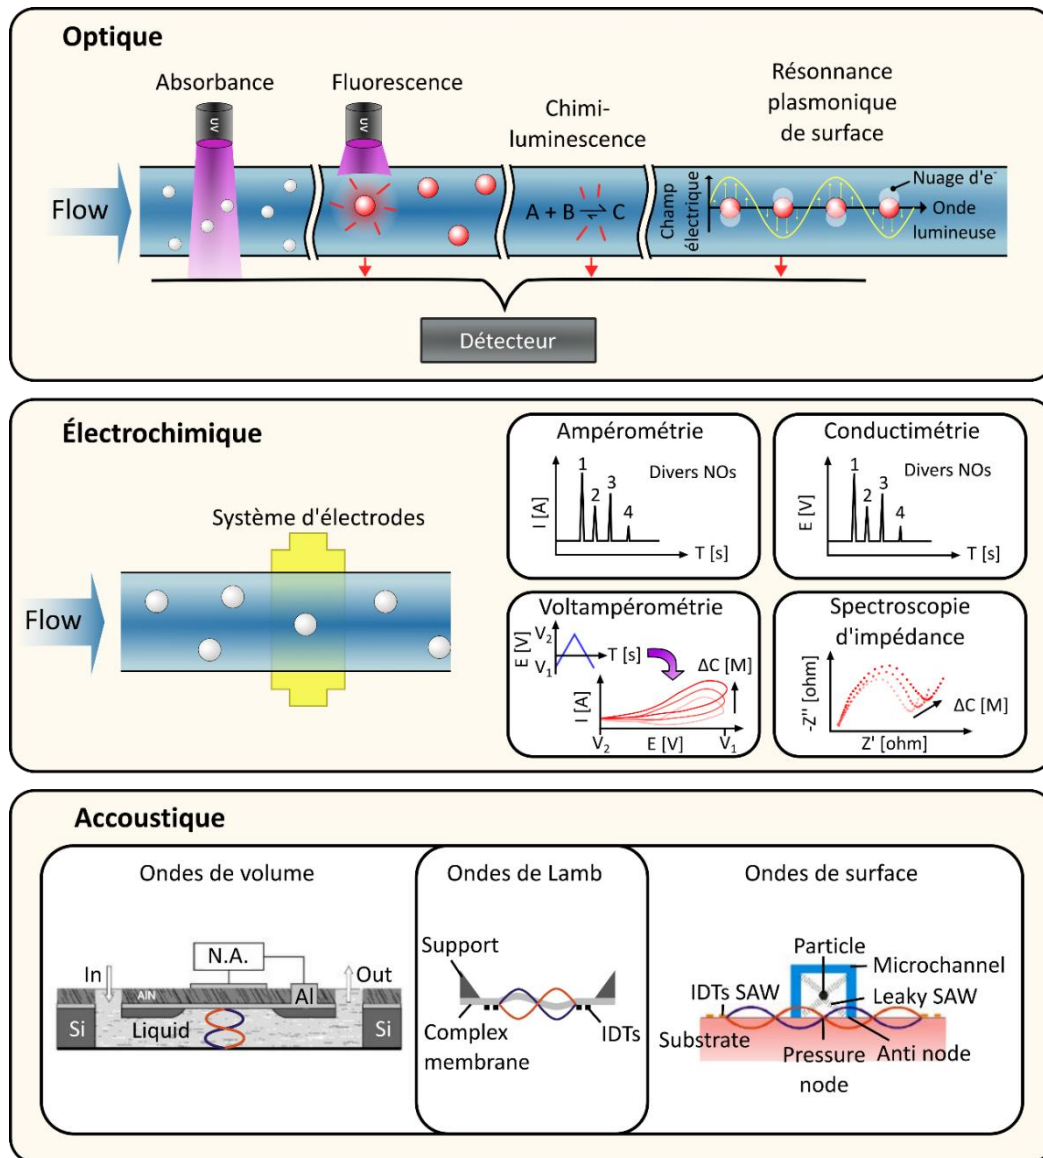 Optique
Absorbance
Fluorescence
Chimi-
luminescence
Résonnance
plasmonique
de surface
UV
UV
Flow
A + B ⇌ C
Champ
électrique
Nuage d'e⁻
Onde
lumineuse
Détecteur
Électrochimique
Système d'électrodes
Flow
Ampérométrie
I [A]
1
2
3
4
Divers NOs
T [s]
Conductimétrie
E [V]
1
2
3
4
Divers NOs
T [s]
Voltampérométrie
E [V]
V₂
V₁
T [s]
ΔC [M]
I [A]
V₂
E [V]
V₁
Spectroscopie
d'impédance
-Z'' [ohm]
ΔC [M]
Z' [ohm]
Accoustique
Ondes de volume
In
N.A.
Out
AlN
Al
Si
Liquid
Si
Ondes de Lamb
Support
Complex
membrane
IDTs
Ondes de surface
Particle
Microchannel
IDTs SAW
Leaky SAW
Substrate
Pressure
node
Anti node